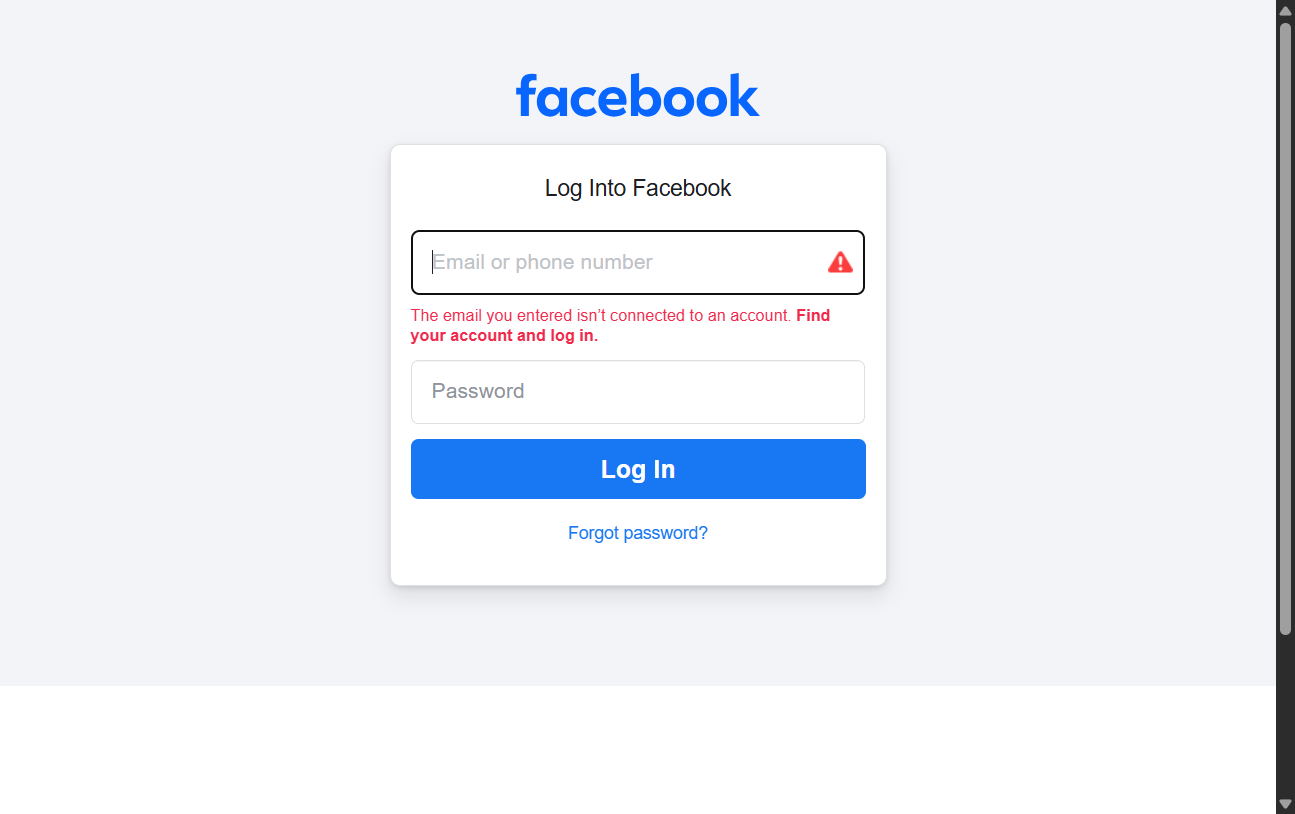 facebook
Log Into Facebook
Email or phone number
The email you entered isn’t connected to an account. Find
your account and log in.
Password
Log In
Forgot password?